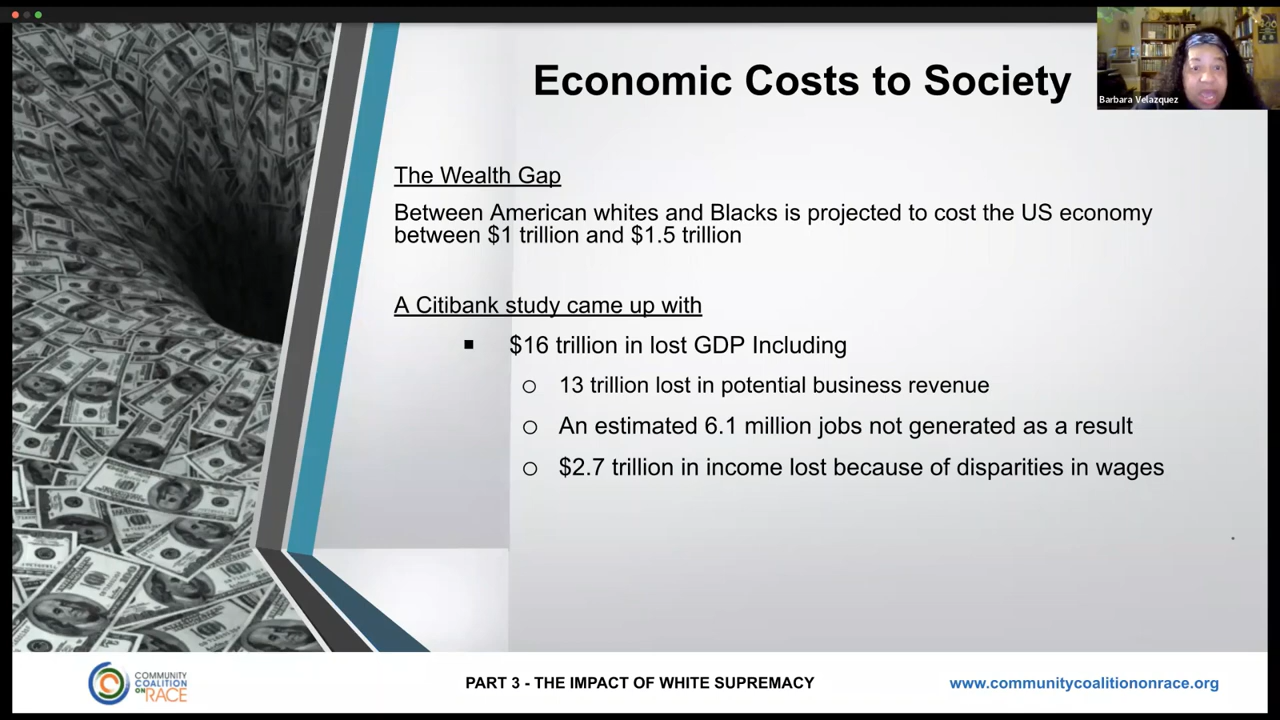 Economic Costs to Society
Barbara Velazquez
The Wealth Gap
Between American whites and Blacks is projected to cost the US economy
between $1 trillion and $1.5 trillion
A Citibank study came up with
$16 trillion in lost GDP Including
13 trillion lost in potential business revenue
An estimated 6.1 million jobs not generated as a result
$2.7 trillion in income lost because of disparities in wages
COMMUNITY
COALITION
ON RACE
PART 3 - THE IMPACT OF WHITE SUPREMACY
www.communitycoalitiononrace.org